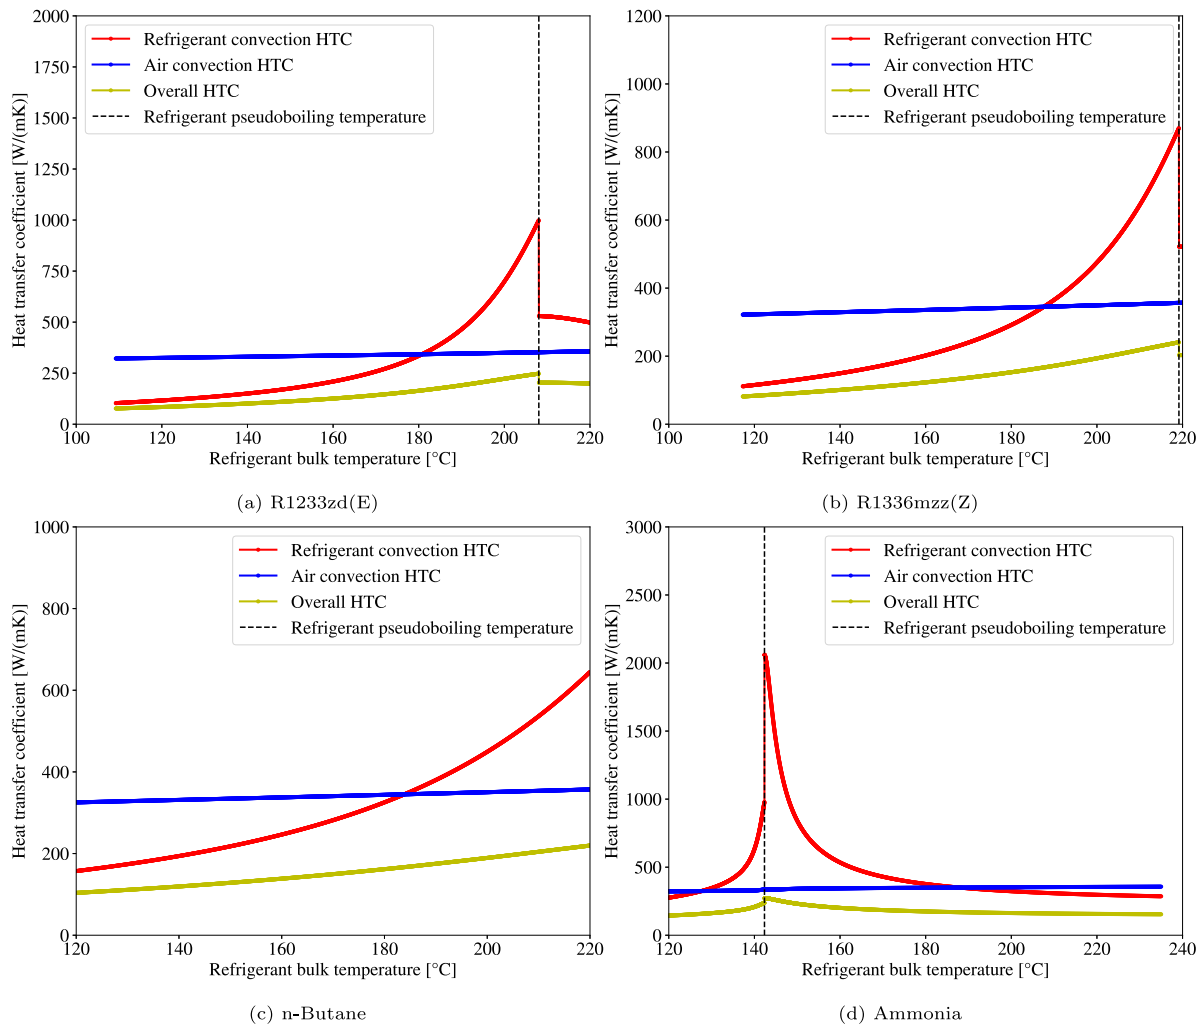 Heat transfer coefficient [W/(mK)]
2000
1750
1500
1250
1000
750
500
250
0
Refrigerant convection HTC
Air convection HTC
Overall HTC
Refrigerant pseudoboiling temperature
100 120 140 160 180 200 220
Refrigerant bulk temperature [°C]
(a) R1233zd(E)
Heat transfer coefficient [W/(mK)]
1200
1000
800
600
400
200
0
Refrigerant convection HTC
Air convection HTC
Overall HTC
Refrigerant pseudoboiling temperature
100 120 140 160 180 200 220
Refrigerant bulk temperature [°C]
(b) R1336mzz(Z)
Heat transfer coefficient [W/(mK)]
1000
800
600
400
200
0
Refrigerant convection HTC
Air convection HTC
Overall HTC
Refrigerant pseudoboiling temperature
120 140 160 180 200 220
Refrigerant bulk temperature [°C]
(c) n-Butane
Heat transfer coefficient [W/(mK)]
3000
2500
2000
1500
1000
500
0
Refrigerant convection HTC
Air convection HTC
Overall HTC
Refrigerant pseudoboiling temperature
120 140 160 180 200 220 240
Refrigerant bulk temperature [°C]
(d) Ammonia